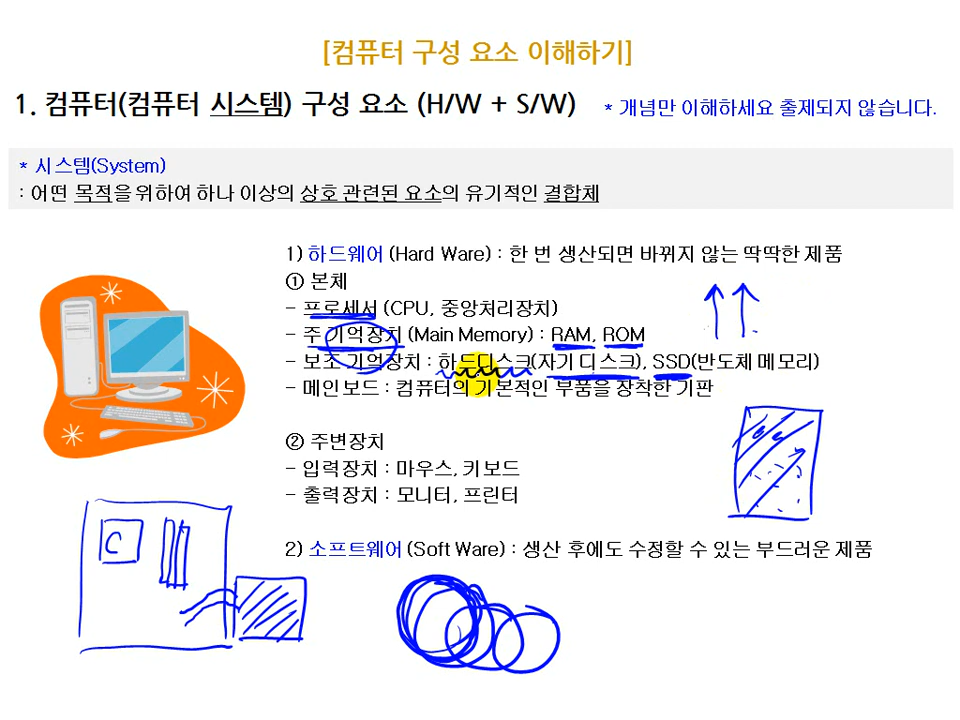 [컴퓨터 구성 요소 이해하기]
1. 컴퓨터(컴퓨터 시스템) 구성 요소 (H/W + S/W) * 개념만 이해하세요 출제되지 않습니다.
* 시스템(System)
: 어떤 목적을 위하여 하나 이상의 상호 관련된 요소의 유기적인 결합체
1) 하드웨어 (Hard Ware) : 한 번 생산되면 바뀌지 않는 딱딱한 제품
① 본체
- 프로세서 (CPU, 중앙처리장치)
- 주 기억장치 (Main Memory) : RAM, ROM
- 보조 기억장치 : 하드디스크(자기 디스크), SSD(반도체 메모리)
- 메인보드 : 컴퓨터의 기본적인 부품을 장착한 기판
② 주변장치
- 입력장치 : 마우스, 키보드
- 출력장치 : 모니터, 프린터
C
2) 소프트웨어 (Soft Ware) : 생산 후에도 수정할 수 있는 부드러운 제품